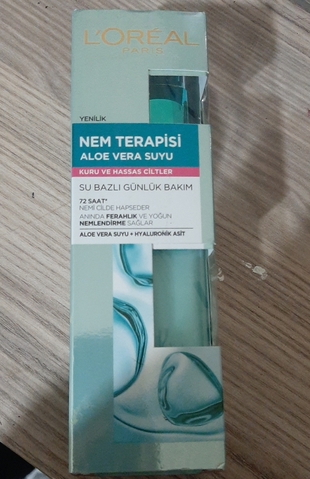 L'ORÉAL
PARIS
YENİLİK
NEM TERAPİSİ
ALOE VERA SUYU
KURU VE HASSAS CİLTLER
SU BAZLI GÜNLÜK BAKIM
72 SAAT*
NEMİ CİLDE HAPSEDER
ANINDA FERAHLIK VE YOĞUN
NEMLENDİRME SAĞLAR
ALOE VERA SUYU + HYALURONİK ASİT